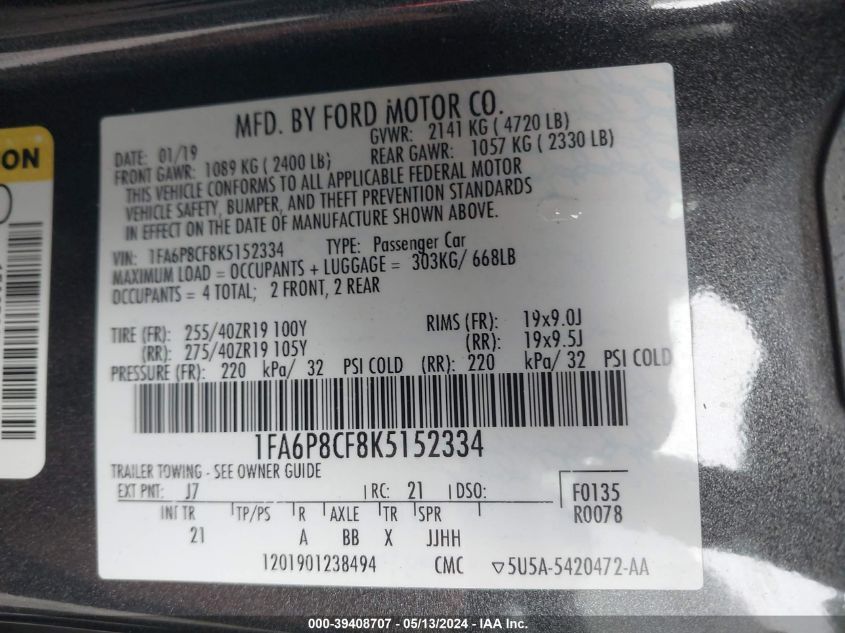 MFD. BY FORD MOTOR CO.
DATE: 01/19 GVWR: 2141 KG ( 4720 LB)
FRONT GAWR: 1089 KG ( 2400 LB) REAR GAWR: 1057 KG ( 2330 LB)
THIS VEHICLE CONFORMS TO ALL APPLICABLE FEDERAL MOTOR
VEHICLE SAFETY, BUMPER, AND THEFT PREVENTION STANDARDS
IN EFFECT ON THE DATE OF MANUFACTURE SHOWN ABOVE.
VIN: 1FA6P8CF8K5152334 TYPE: Passenger Car
MAXIMUM LOAD = OCCUPANTS + LUGGAGE = 303KG/ 668LB
OCCUPANTS = 4 TOTAL; 2 FRONT, 2 REAR
TIRE (FR): 255/40ZR19 100Y RIMS (FR): 19x9.0J
(RR): 275/40ZR19 105Y (RR): 19x9.5J
PRESSURE (FR): 220 kPa/ 32 PSI COLD (RR): 220 kPa/ 32 PSI COLD
1FA6P8CF8K5152334
TRAILER TOWING - SEE OWNER GUIDE
EXT PNT: J7 RC: 21 DSO: F0135
INT TR TP/PS R AXLE TR SPR R0078
21 A BB X JJHH
1201901238494 CMC 5U5A-5420472-AA
ON
000-39408707 - 05/13/2024 - IAA Inc.